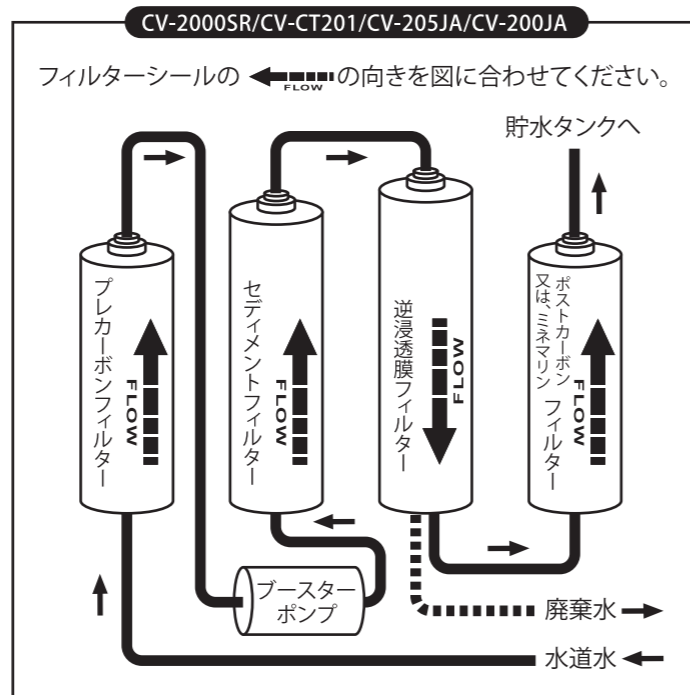 CV-2000SR/CV-CT201/CV-205JA/CV-200JA
フィルターシールの FLOW の向きを図に合わせてください。
貯水タンクへ
プレカーボンフィルター
FLOW
セディメントフィルター
FLOW
逆浸透膜フィルター
FLOW
ポストカーボン
又は、ミネマリン
フィルター
FLOW
ブースター
ポンプ
廃棄水
水道水